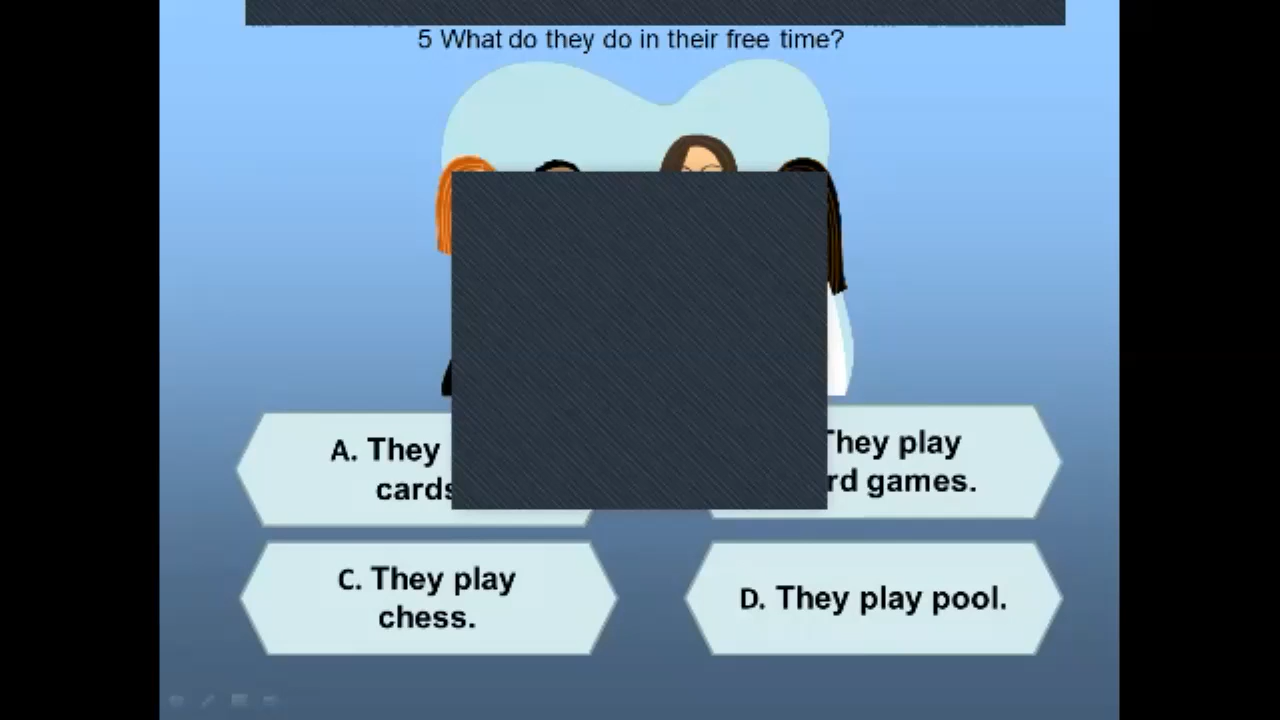 5 What do they do in their free time?
A. They
cards
They play
rd games.
C. They play
chess.
D. They play pool.